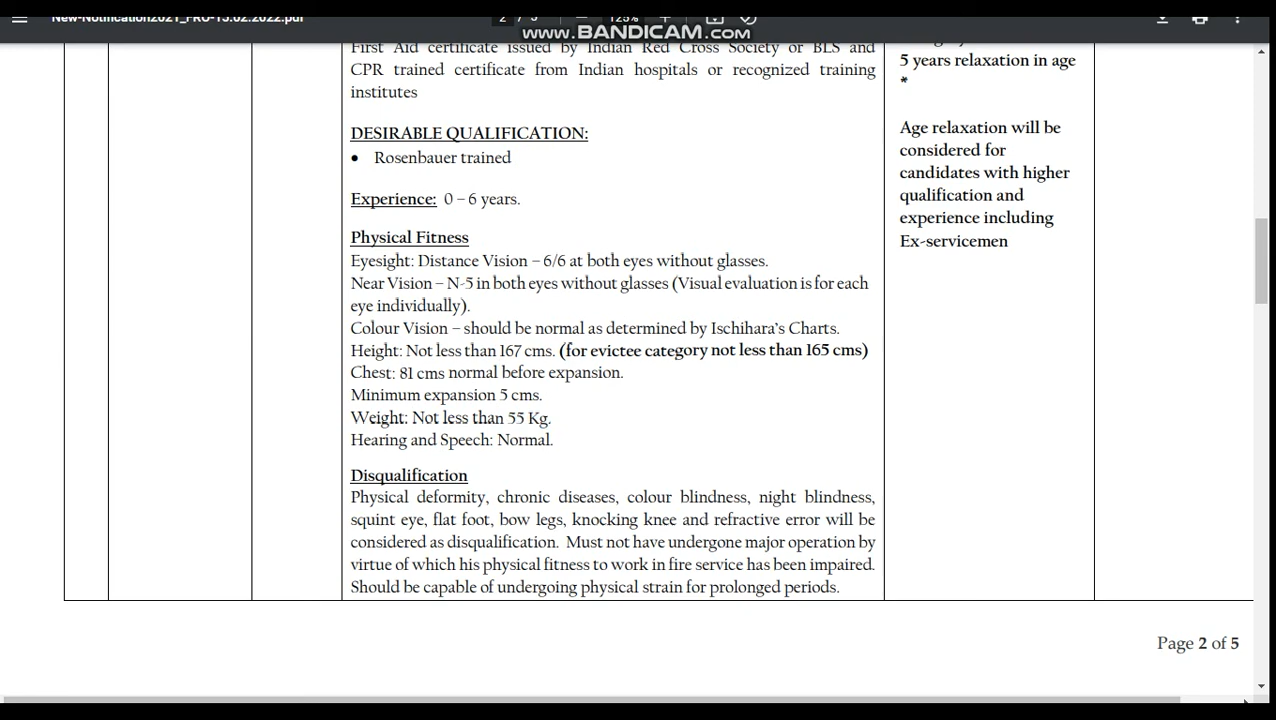 New-Notification2021_FRO-15.02.2022.pdf
2 / 5
125%
www.BANDICAM.com
First Aid certificate issued by Indian Red Cross Society or BLS and
CPR trained certificate from Indian hospitals or recognized training
institutes
DESIRABLE QUALIFICATION:
• Rosenbauer trained
Experience: 0 – 6 years.
Physical Fitness
Eyesight: Distance Vision – 6/6 at both eyes without glasses.
Near Vision – N-5 in both eyes without glasses (Visual evaluation is for each
eye individually).
Colour Vision – should be normal as determined by Ischihara's Charts.
Height: Not less than 167 cms. (for evictee category not less than 165 cms)
Chest: 81 cms normal before expansion.
Minimum expansion 5 cms.
Weight: Not less than 55 Kg.
Hearing and Speech: Normal.
Disqualification
Physical deformity, chronic diseases, colour blindness, night blindness,
squint eye, flat foot, bow legs, knocking knee and refractive error will be
considered as disqualification. Must not have undergone major operation by
virtue of which his physical fitness to work in fire service has been impaired.
Should be capable of undergoing physical strain for prolonged periods.
5 years relaxation in age
*
Age relaxation will be
considered for
candidates with higher
qualification and
experience including
Ex-servicemen
Page 2 of 5